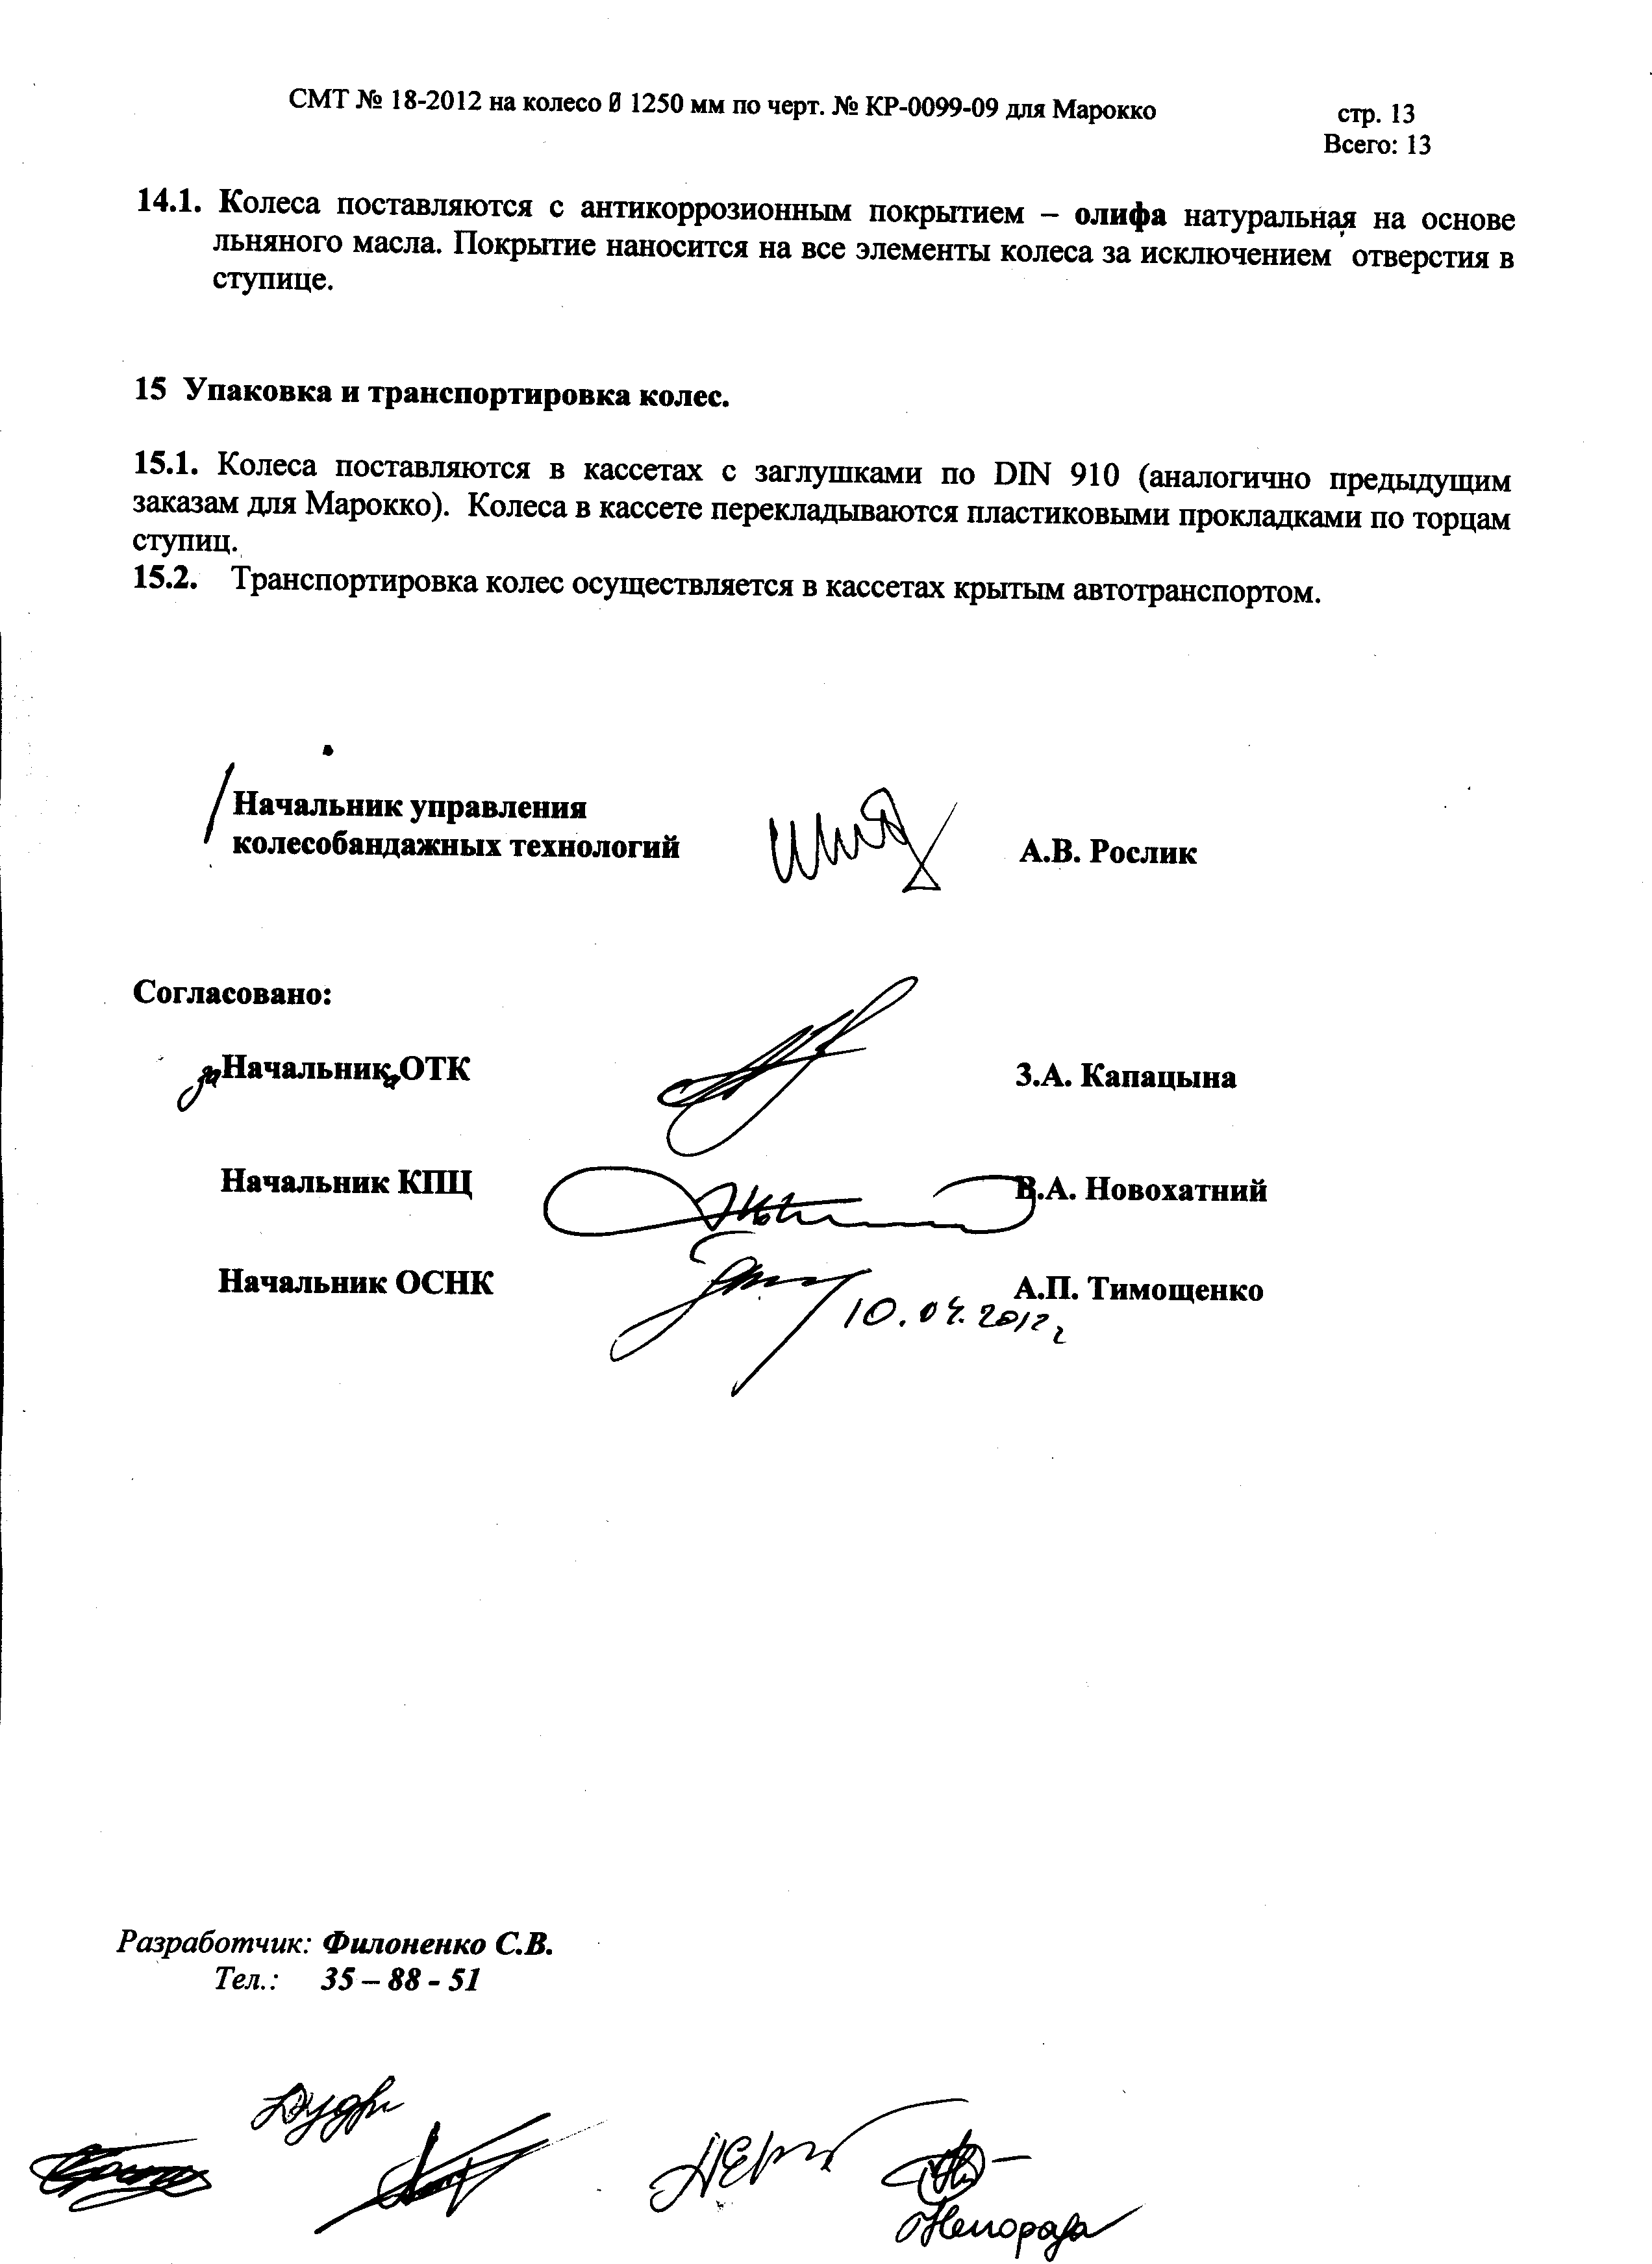 СМТ № 18-2012 на колесо Ø 1250 мм по черт. № КР-0099-09 для Марокко
стр. 13
Всего: 13
14.1. Колеса поставляются с антикоррозионным покрытием – олифа натуральная на основе
льняного масла. Покрытие наносится на все элементы колеса за исключением отверстия в
ступице.
15 Упаковка и транспортировка колес.
15.1. Колеса поставляются в кассетах с заглушками по DIN 910 (аналогично предыдущим
заказам для Марокко). Колеса в кассете перекладываются пластиковыми прокладками по торцам
ступиц.
15.2. Транспортировка колес осуществляется в кассетах крытым автотранспортом.
Начальник управления
колесобандажных технологий А.В. Рослик
Согласовано:
за Начальника ОТК З.А. Капацына
Начальник КПЦ В.А. Новохатний
Начальник ОСНК А.П. Тимощенко
10.04.2012г
Разработчик: Филоненко С.В.
Тел.: 35 – 88 - 51